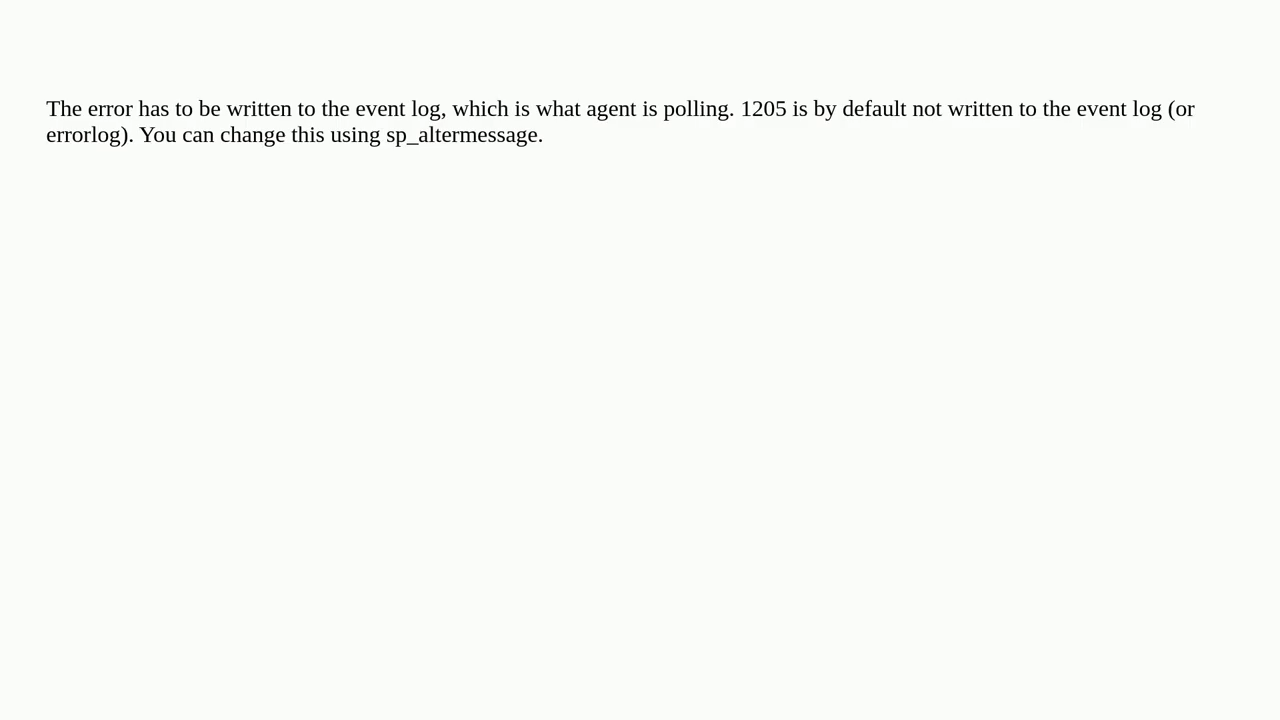 The error has to be written to the event log, which is what agent is polling. 1205 is by default not written to the event log (or
errorlog). You can change this using sp_altermessage.